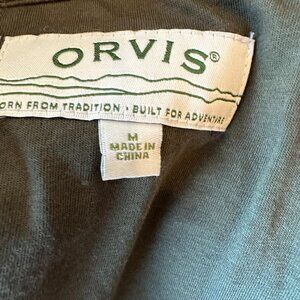 ORVIS®
ORN FROM TRADITION · BUILT FOR ADVENTURE
M
MADE IN
CHINA